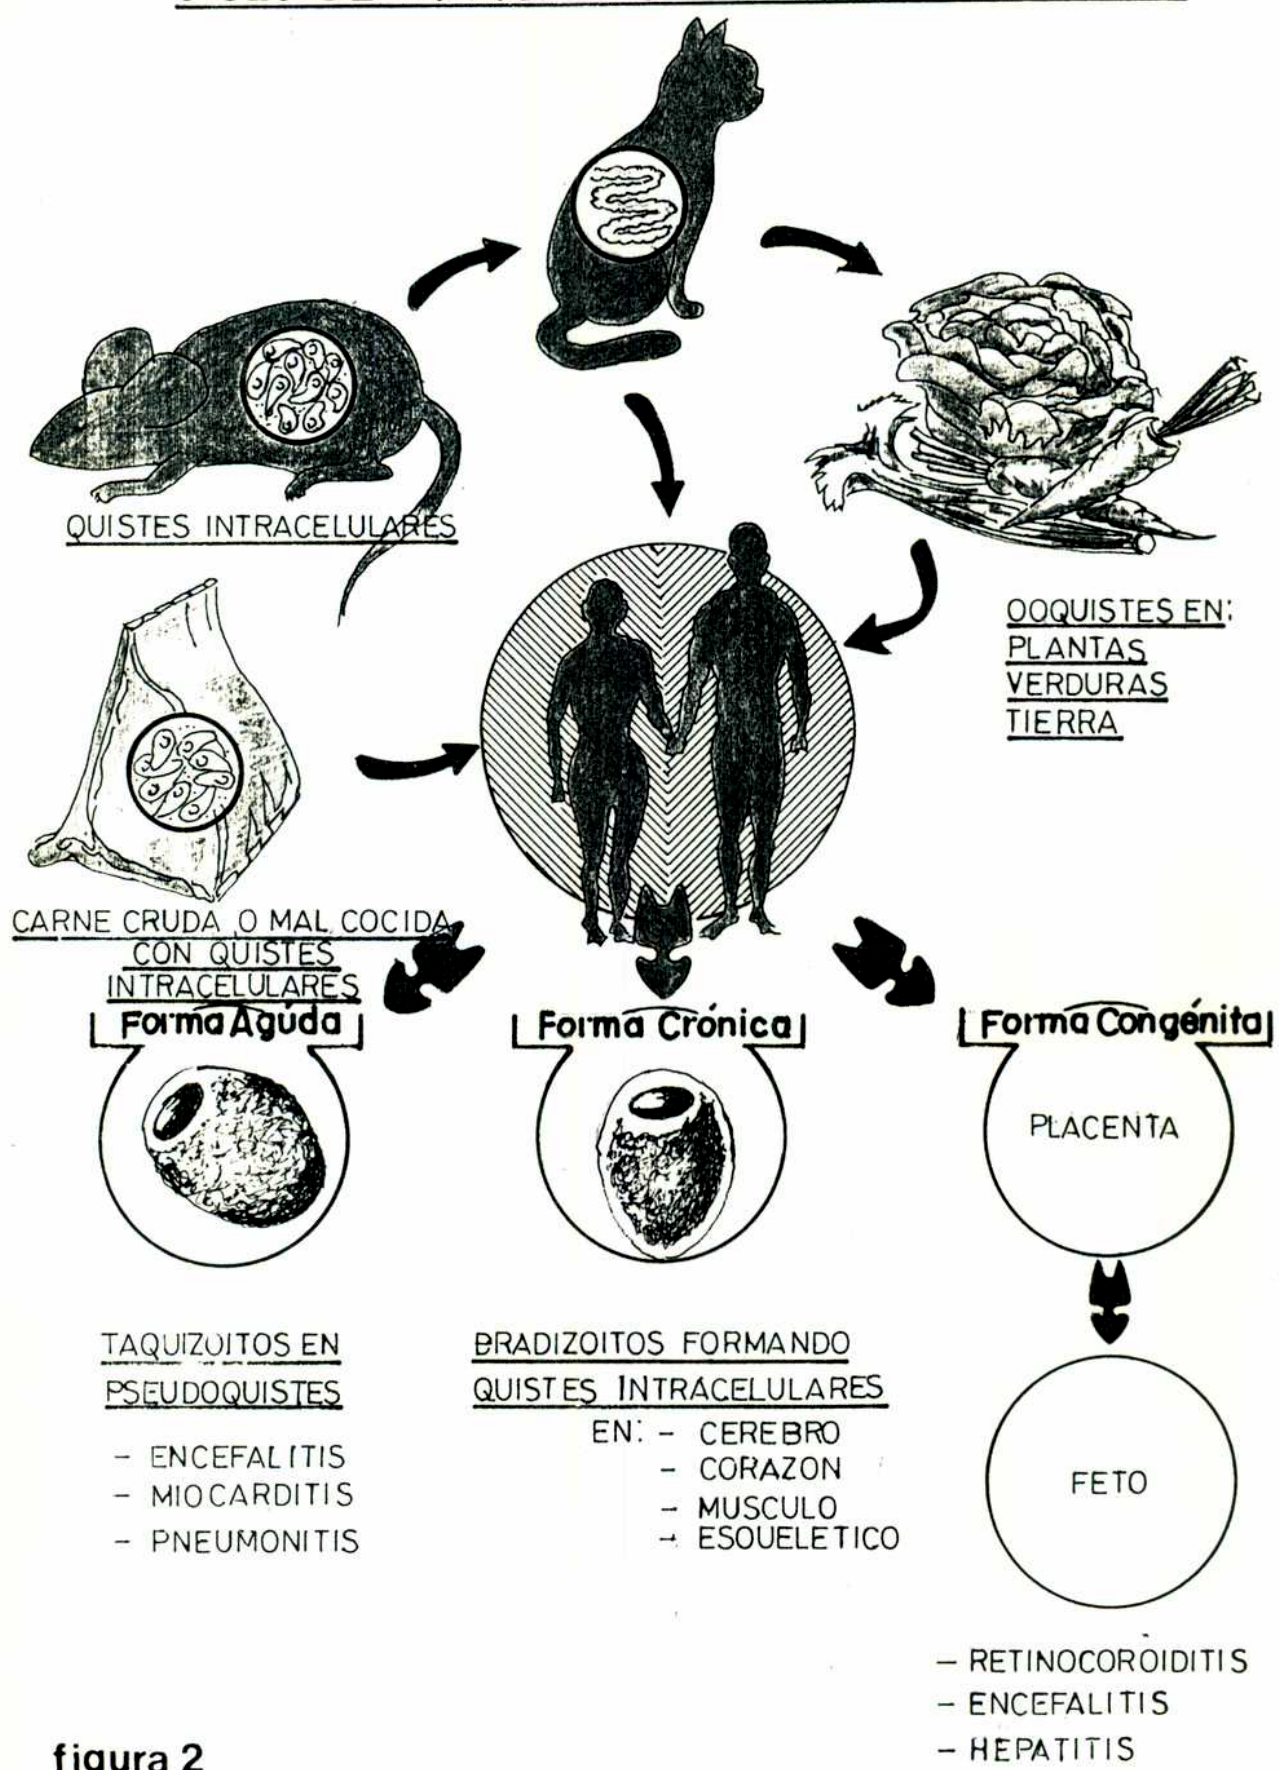 QUISTES INTRACELULARES
OOQUISTES EN:
PLANTAS
VERDURAS
TIERRA
CARNE CRUDA O MAL COCIDA
CON QUISTES
INTRACELULARES
Forma Agúda
Forma Crónica
Forma Congénita
PLACENTA
TAQUIZOITOS EN
PSEUDOQUISTES
- ENCEFALITIS
- MIOCARDITIS
- PNEUMONITIS
BRADIZOITOS FORMANDO
QUISTES INTRACELULARES
EN: - CEREBRO
- CORAZON
- MUSCULO
- ESQUELETICO
FETO
- RETINOCOROIDITIS
- ENCEFALITIS
- HEPATITIS
figura 2